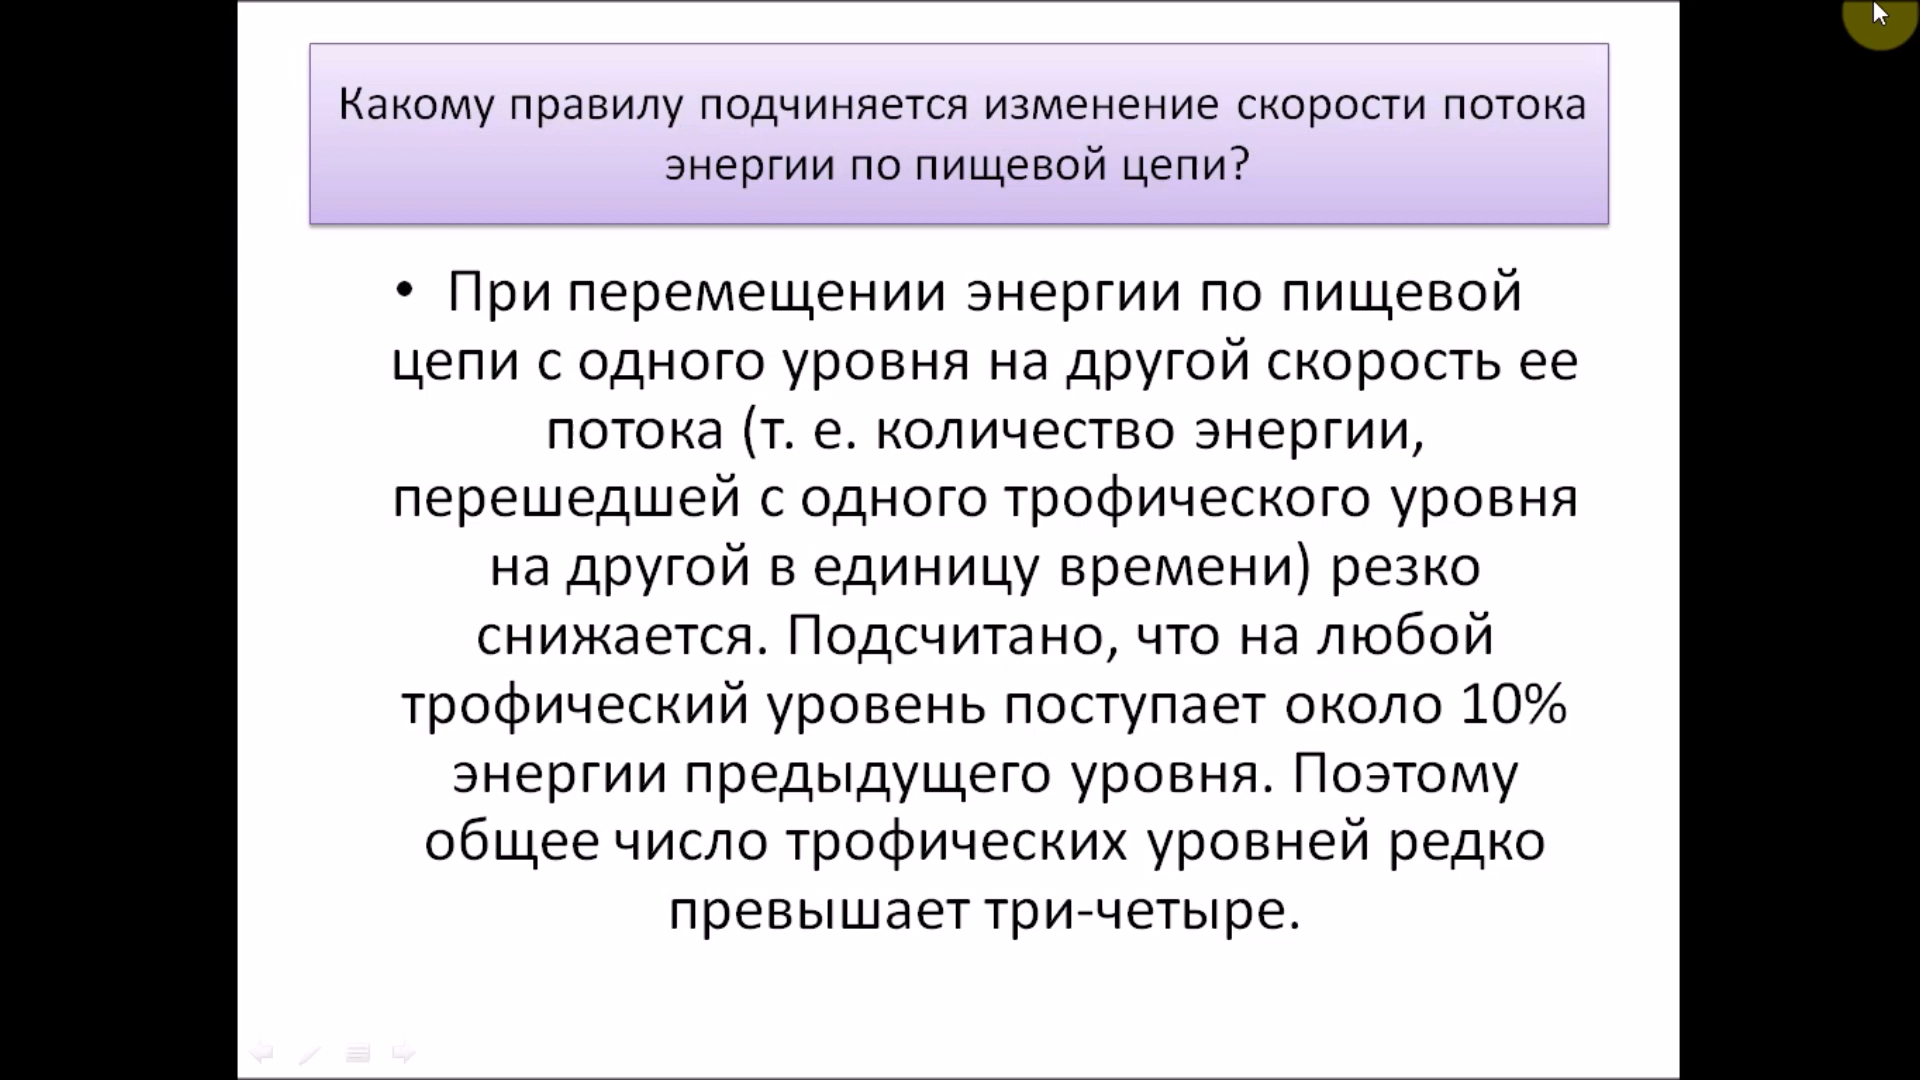 Какому правилу подчиняется изменение скорости потока
энергии по пищевой цепи?
• При перемещении энергии по пищевой
цепи с одного уровня на другой скорость ее
потока (т. е. количество энергии,
перешедшей с одного трофического уровня
на другой в единицу времени) резко
снижается. Подсчитано, что на любой
трофический уровень поступает около 10%
энергии предыдущего уровня. Поэтому
общее число трофических уровней редко
превышает три-четыре.